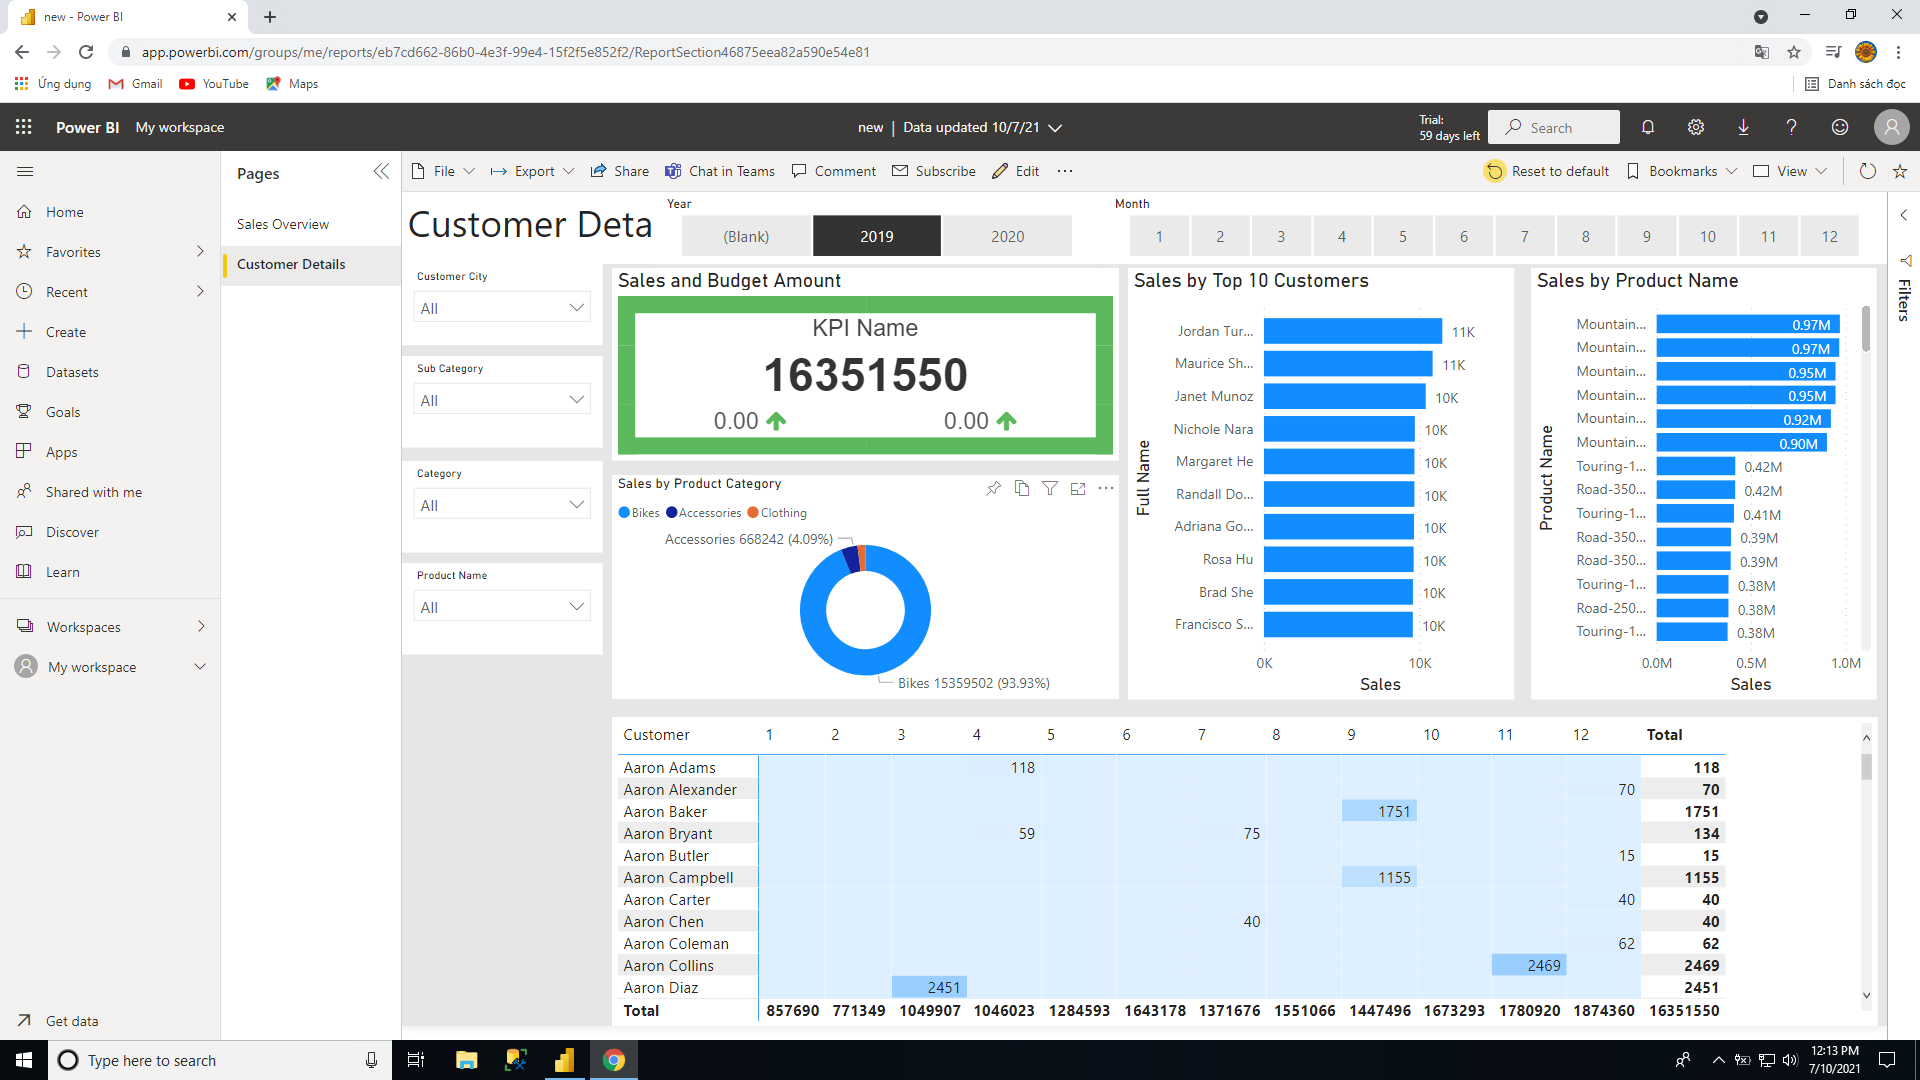 new - Power BI
app.powerbi.com/groups/me/reports/eb7cd662-86b0-4e3f-99e4-15f2f5e852f2/ReportSection46875eea82a590e54e81
Ứng dụng Gmail YouTube Maps Danh sách đọc
Power BI My workspace new | Data updated 10/7/21 Trial: 59 days left Search
Pages File Export Share Chat in Teams Comment Subscribe Edit Reset to default Bookmarks View
Home
Favorites
Recent
Create
Datasets
Goals
Apps
Shared with me
Discover
Learn
Workspaces
My workspace
Get data
Sales Overview
Customer Details
Customer Deta
Year
(Blank) 2019 2020
Month
1 2 3 4 5 6 7 8 9 10 11 12
Filters
Customer City
All
Sub Category
All
Category
All
Product Name
All
Sales and Budget Amount
KPI Name
16351550
0.00 0.00
Sales by Product Category
Bikes Accessories Clothing
Accessories 668242 (4.09%)
Bikes 15359502 (93.93%)
Sales by Top 10 Customers
Full Name
Jordan Tur... 11K
Maurice Sh... 11K
Janet Munoz 10K
Nichole Nara 10K
Margaret He 10K
Randall Do... 10K
Adriana Go... 10K
Rosa Hu 10K
Brad She 10K
Francisco S... 10K
0K 10K
Sales
Sales by Product Name
Product Name
Mountain... 0.97M
Mountain... 0.97M
Mountain... 0.95M
Mountain... 0.95M
Mountain... 0.92M
Mountain... 0.90M
Touring-1... 0.42M
Road-350... 0.42M
Touring-1... 0.41M
Road-350... 0.39M
Road-350... 0.39M
Touring-1... 0.38M
Road-250... 0.38M
Touring-1... 0.38M
0.0M 0.5M 1.0M
Sales
Customer 1 2 3 4 5 6 7 8 9 10 11 12 Total
Aaron Adams 118 118
Aaron Alexander 70 70
Aaron Baker 1751 1751
Aaron Bryant 59 75 134
Aaron Butler 15 15
Aaron Campbell 1155 1155
Aaron Carter 40 40
Aaron Chen 40 40
Aaron Coleman 62 62
Aaron Collins 2469 2469
Aaron Diaz 2451 2451
Total 857690 771349 1049907 1046023 1284593 1643178 1371676 1551066 1447496 1673293 1780920 1874360 16351550
Type here to search
12:13 PM
7/10/2021